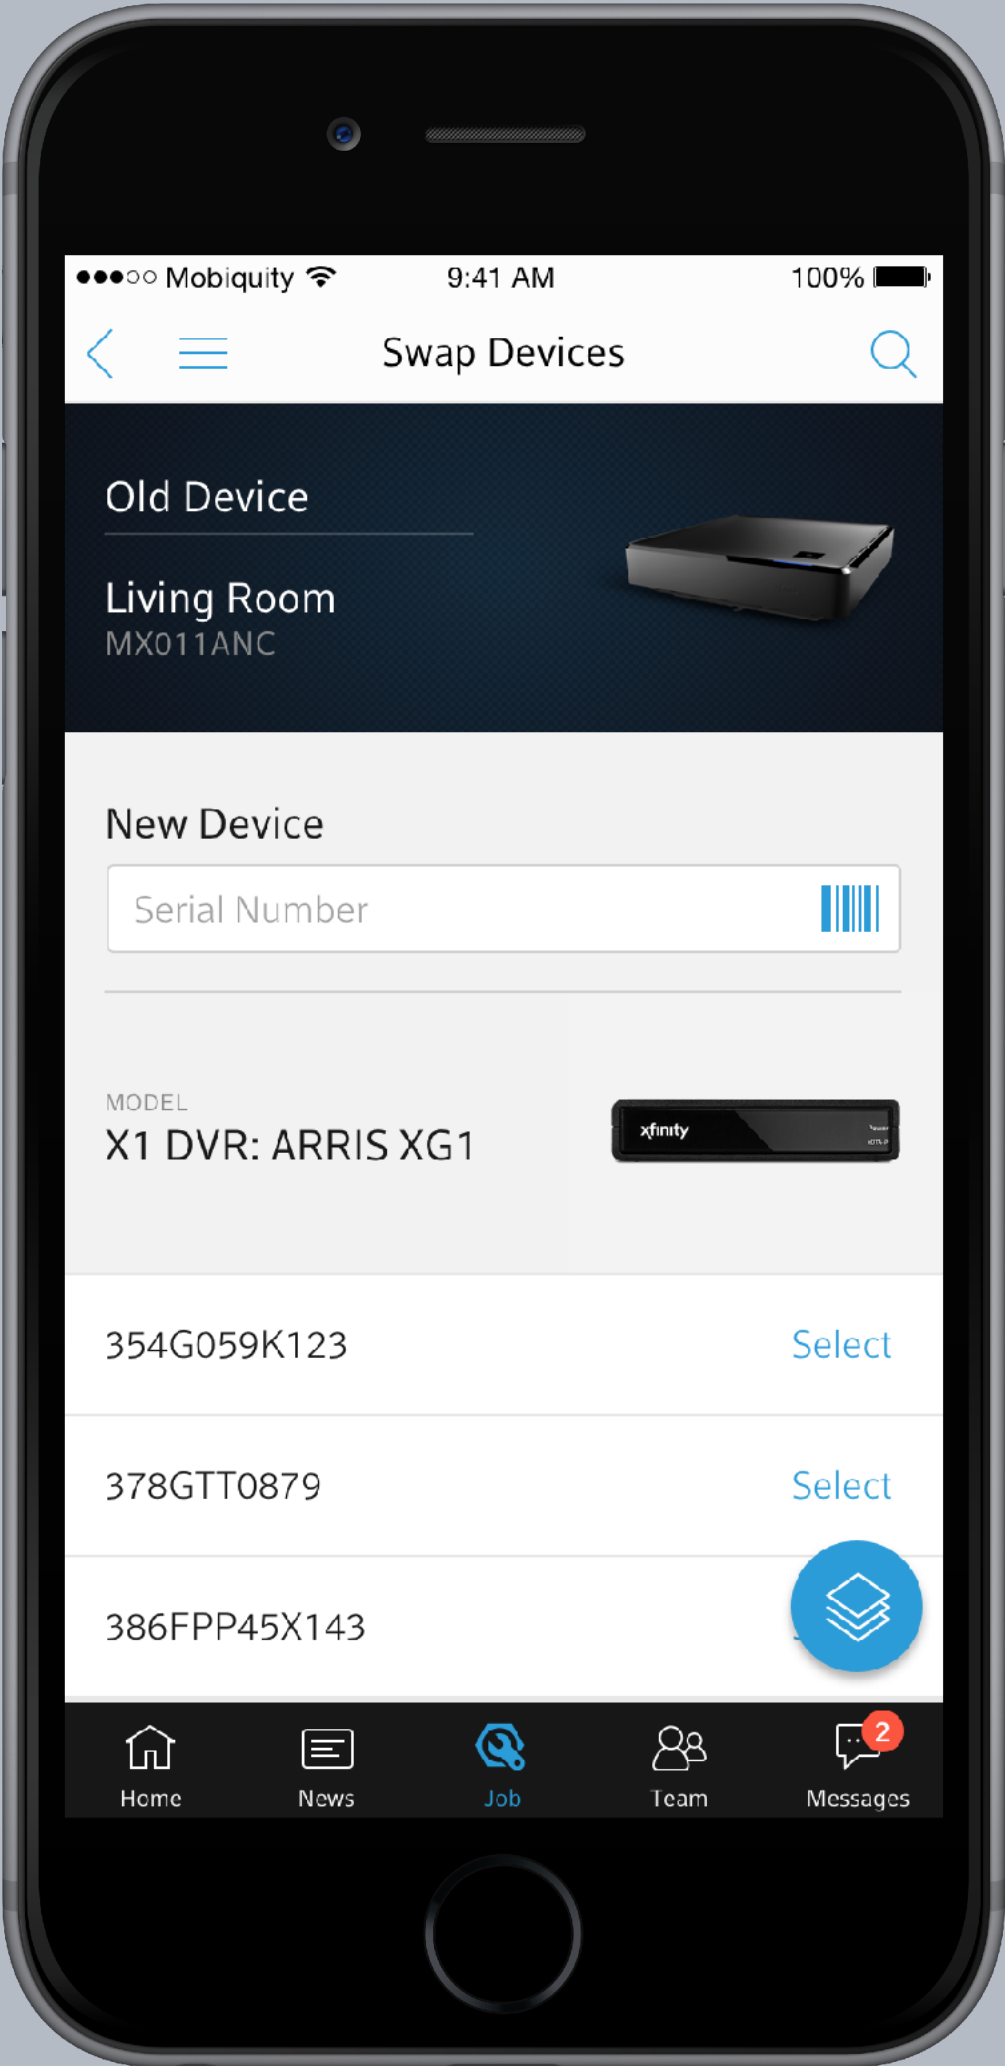 Mobiquity 9:41 AM 100%
Swap Devices
Old Device
Living Room
MX011ANC
New Device
Serial Number
MODEL
X1 DVR: ARRIS XG1
xfinity
354G059K123 Select
378GTT0879 Select
386FPP45X143
Home News Job Team Messages
2